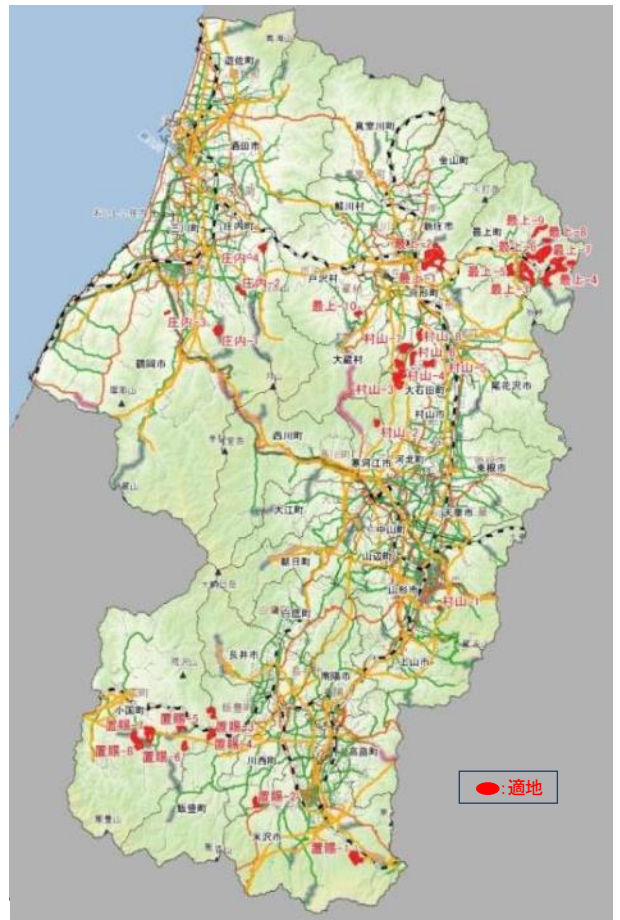 遊佐町
酒田市
真室川町
金山町
鮭川村
庄内町
三川町
新庄市
最上町
最上-9
最上-8
最上-6
最上-7
最上-2
最上-5
最上-3
最上-4
最上-1
庄内-4
庄内-2
戸沢村
舟形町
最上-10
庄内-3
庄内-1
村山-7
村山-8
村山-6
村山-5
大蔵村
鶴岡市
村山-4
村山-3
尾花沢市
大石田町
村山市
村山-2
西川町
寒河江市
河北町
東根市
大江町
天童市
中山町
山辺町
朝日町
山形市
村山-1
白鷹町
上山市
長井市
南陽市
小国町
置賜-7
置賜-5
置賜-3
置賜-8
置賜-6
置賜-4
高畠町
川西町
飯豊町
置賜-2
米沢市
置賜-1
:適地